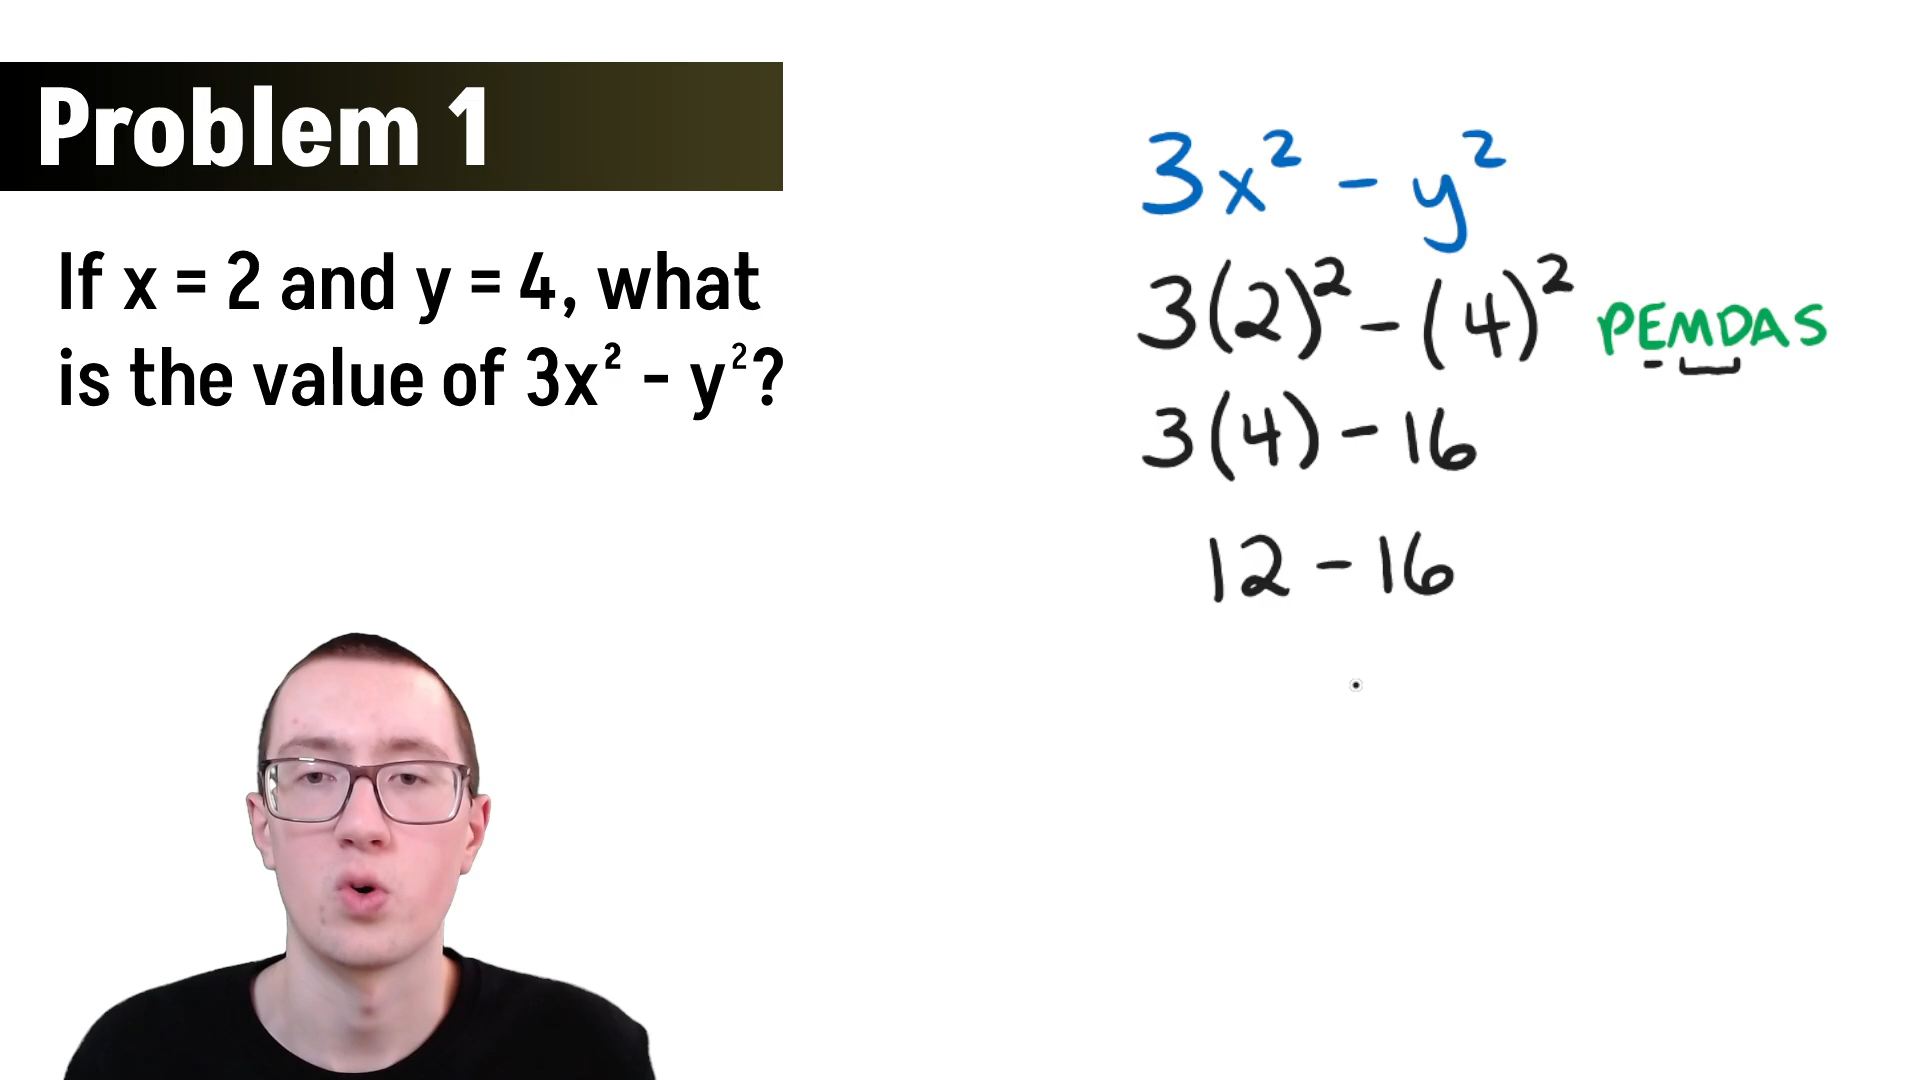 Problem 1
If x = 2 and y = 4, what
is the value of 3x² - y²?
3x² - y²
3(2)² - (4)² PEMDAS
3(4) - 16
12 - 16